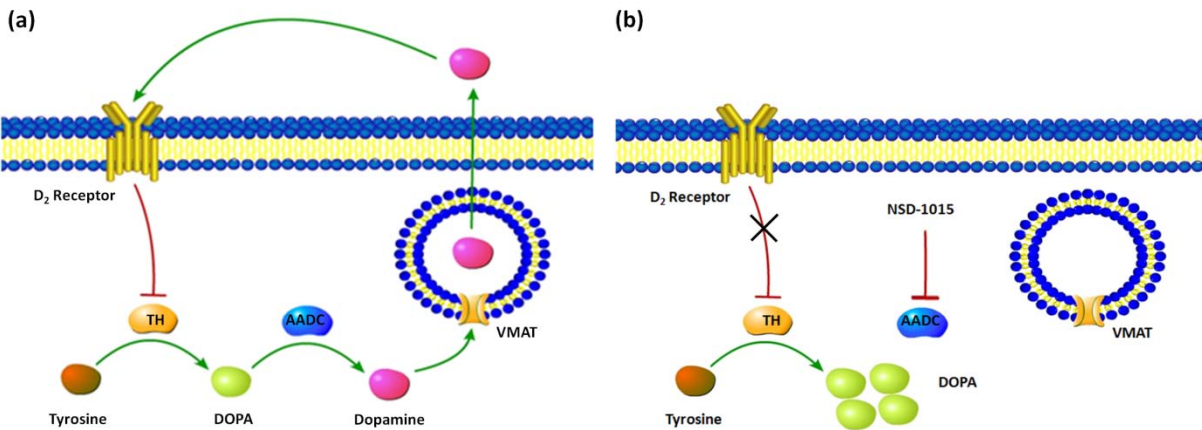 (a)
D₂ Receptor
TH
AADC
VMAT
Tyrosine
DOPA
Dopamine
(b)
D₂ Receptor
NSD-1015
TH
AADC
VMAT
DOPA
Tyrosine